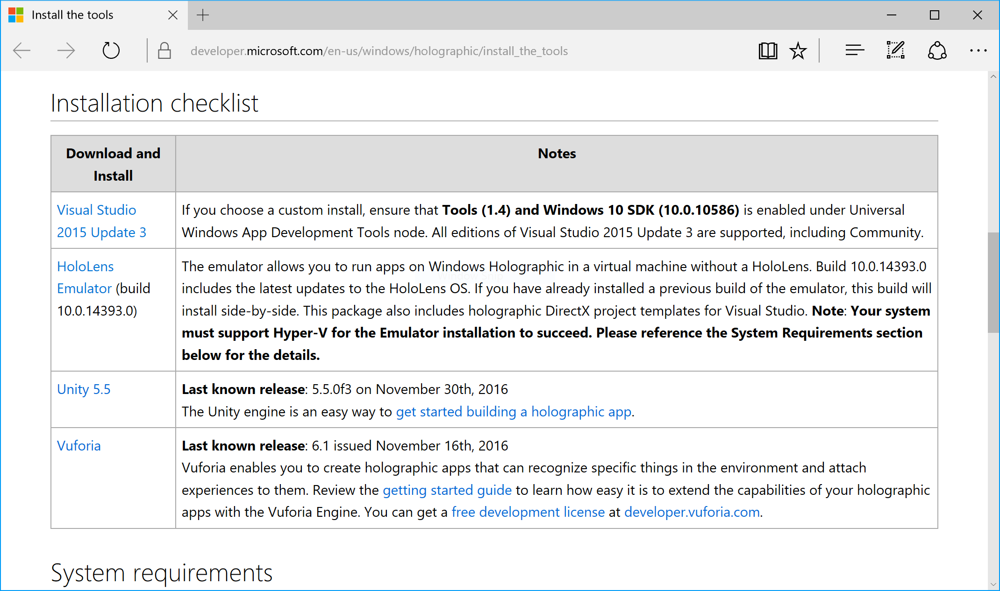 Install the tools
developer.microsoft.com/en-us/windows/holographic/install_the_tools
Installation checklist
Download and
Install
Notes
Visual Studio
2015 Update 3
If you choose a custom install, ensure that Tools (1.4) and Windows 10 SDK (10.0.10586) is enabled under Universal
Windows App Development Tools node. All editions of Visual Studio 2015 Update 3 are supported, including Community.
HoloLens
Emulator (build
10.0.14393.0)
The emulator allows you to run apps on Windows Holographic in a virtual machine without a HoloLens. Build 10.0.14393.0
Window Snip
includes the latest updates to the HoloLens OS. If you have already installed a previous build of the emulator, this build will
install side-by-side. This package also includes holographic DirectX project templates for Visual Studio. Note: Your system
must support Hyper-V for the Emulator installation to succeed. Please reference the System Requirements section
below for the details.
Unity 5.5
Last known release: 5.5.0f3 on November 30th, 2016
The Unity engine is an easy way to get started building a holographic app.
Vuforia
Last known release: 6.1 issued November 16th, 2016
Vuforia enables you to create holographic apps that can recognize specific things in the environment and attach
experiences to them. Review the getting started guide to learn how easy it is to extend the capabilities of your holographic
apps with the Vuforia Engine. You can get a free development license at developer.vuforia.com.
System requirements